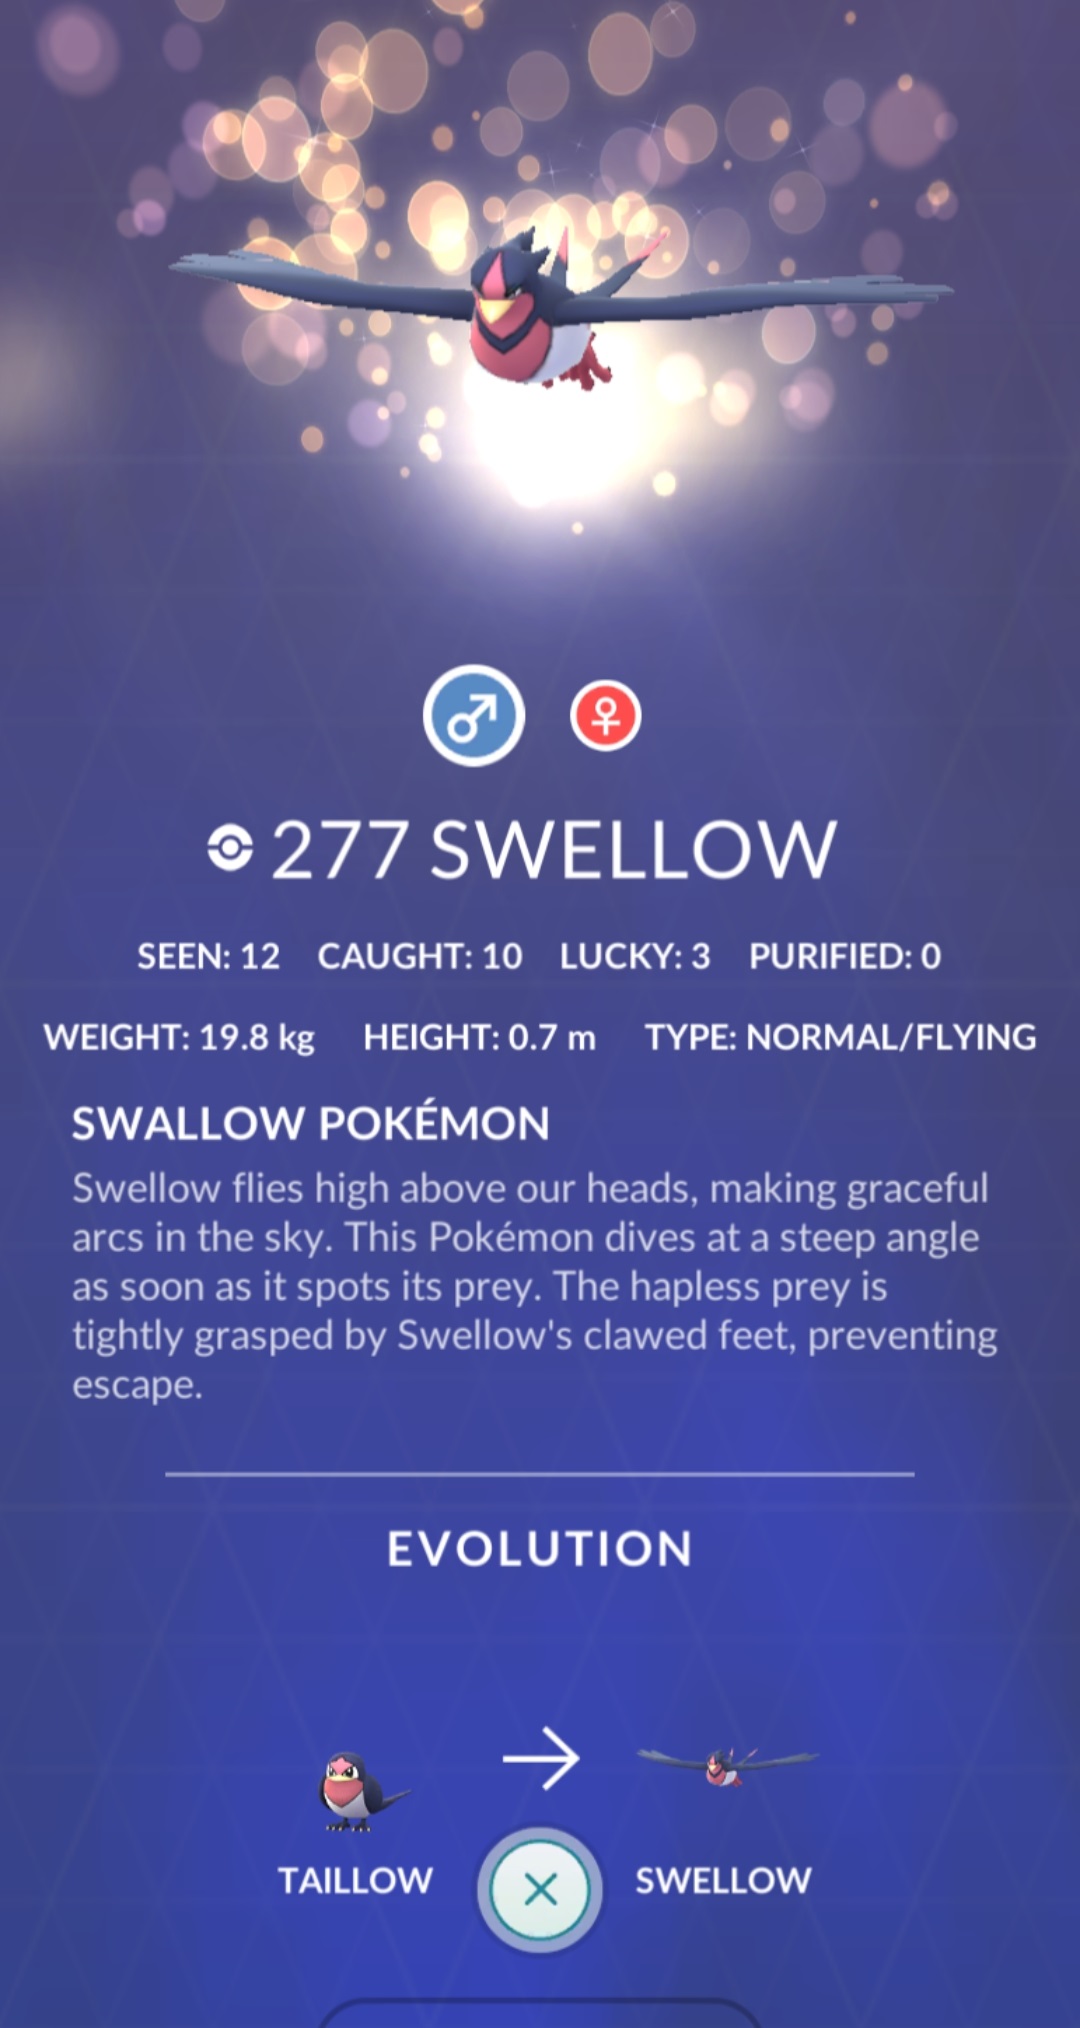 277 SWELLOW
SEEN: 12 CAUGHT: 10 LUCKY: 3 PURIFIED: 0
WEIGHT: 19.8 kg HEIGHT: 0.7 m TYPE: NORMAL/FLYING
SWALLOW POKÉMON
Swellow flies high above our heads, making graceful
arcs in the sky. This Pokémon dives at a steep angle
as soon as it spots its prey. The hapless prey is
tightly grasped by Swellow's clawed feet, preventing
escape.
EVOLUTION
TAILLOW SWELLOW